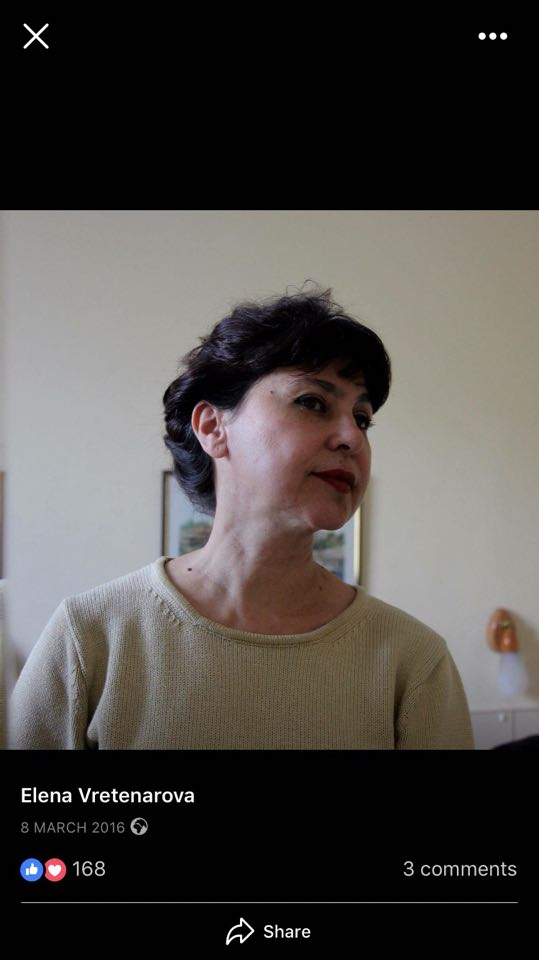 Elena Vretenarova
8 MARCH 2016
168
3 comments
Share